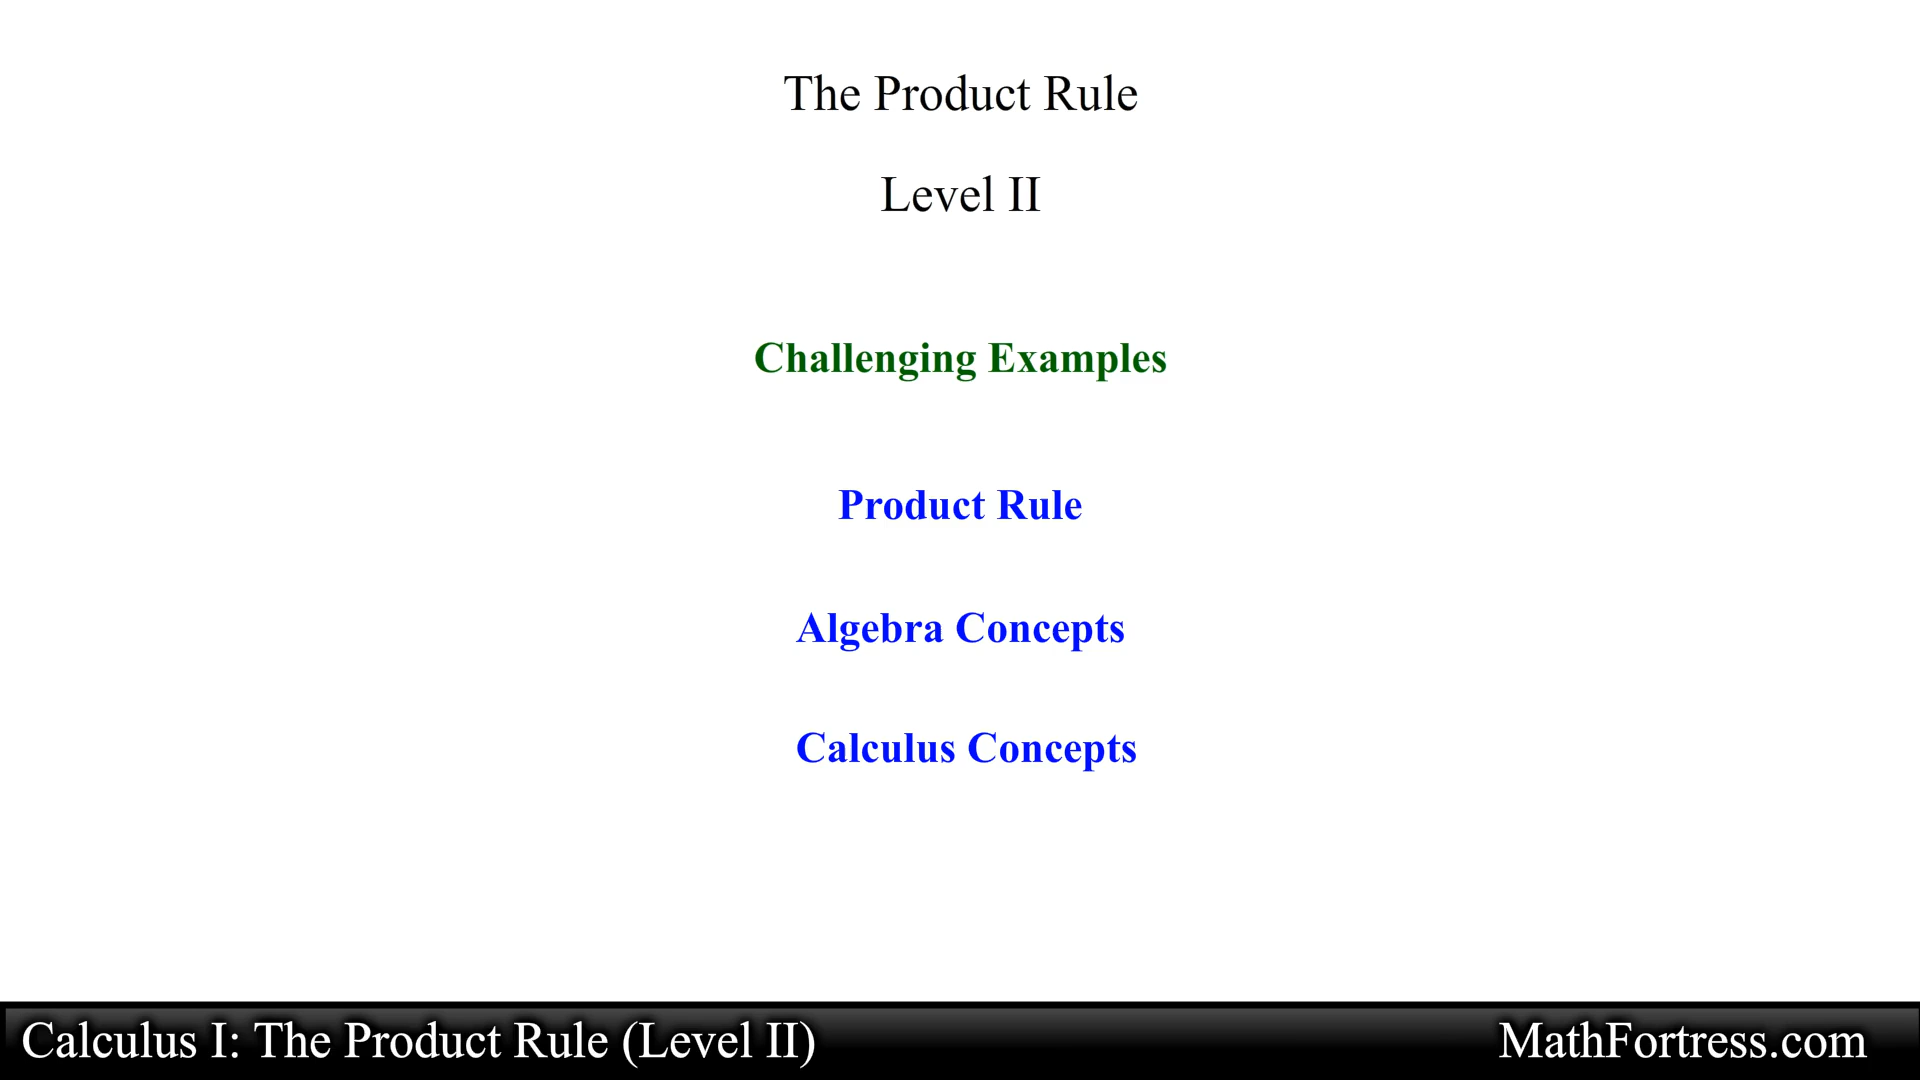 The Product Rule
Level II
Challenging Examples
Product Rule
Algebra Concepts
Calculus Concepts
Calculus I: The Product Rule (Level II)
MathFortress.com